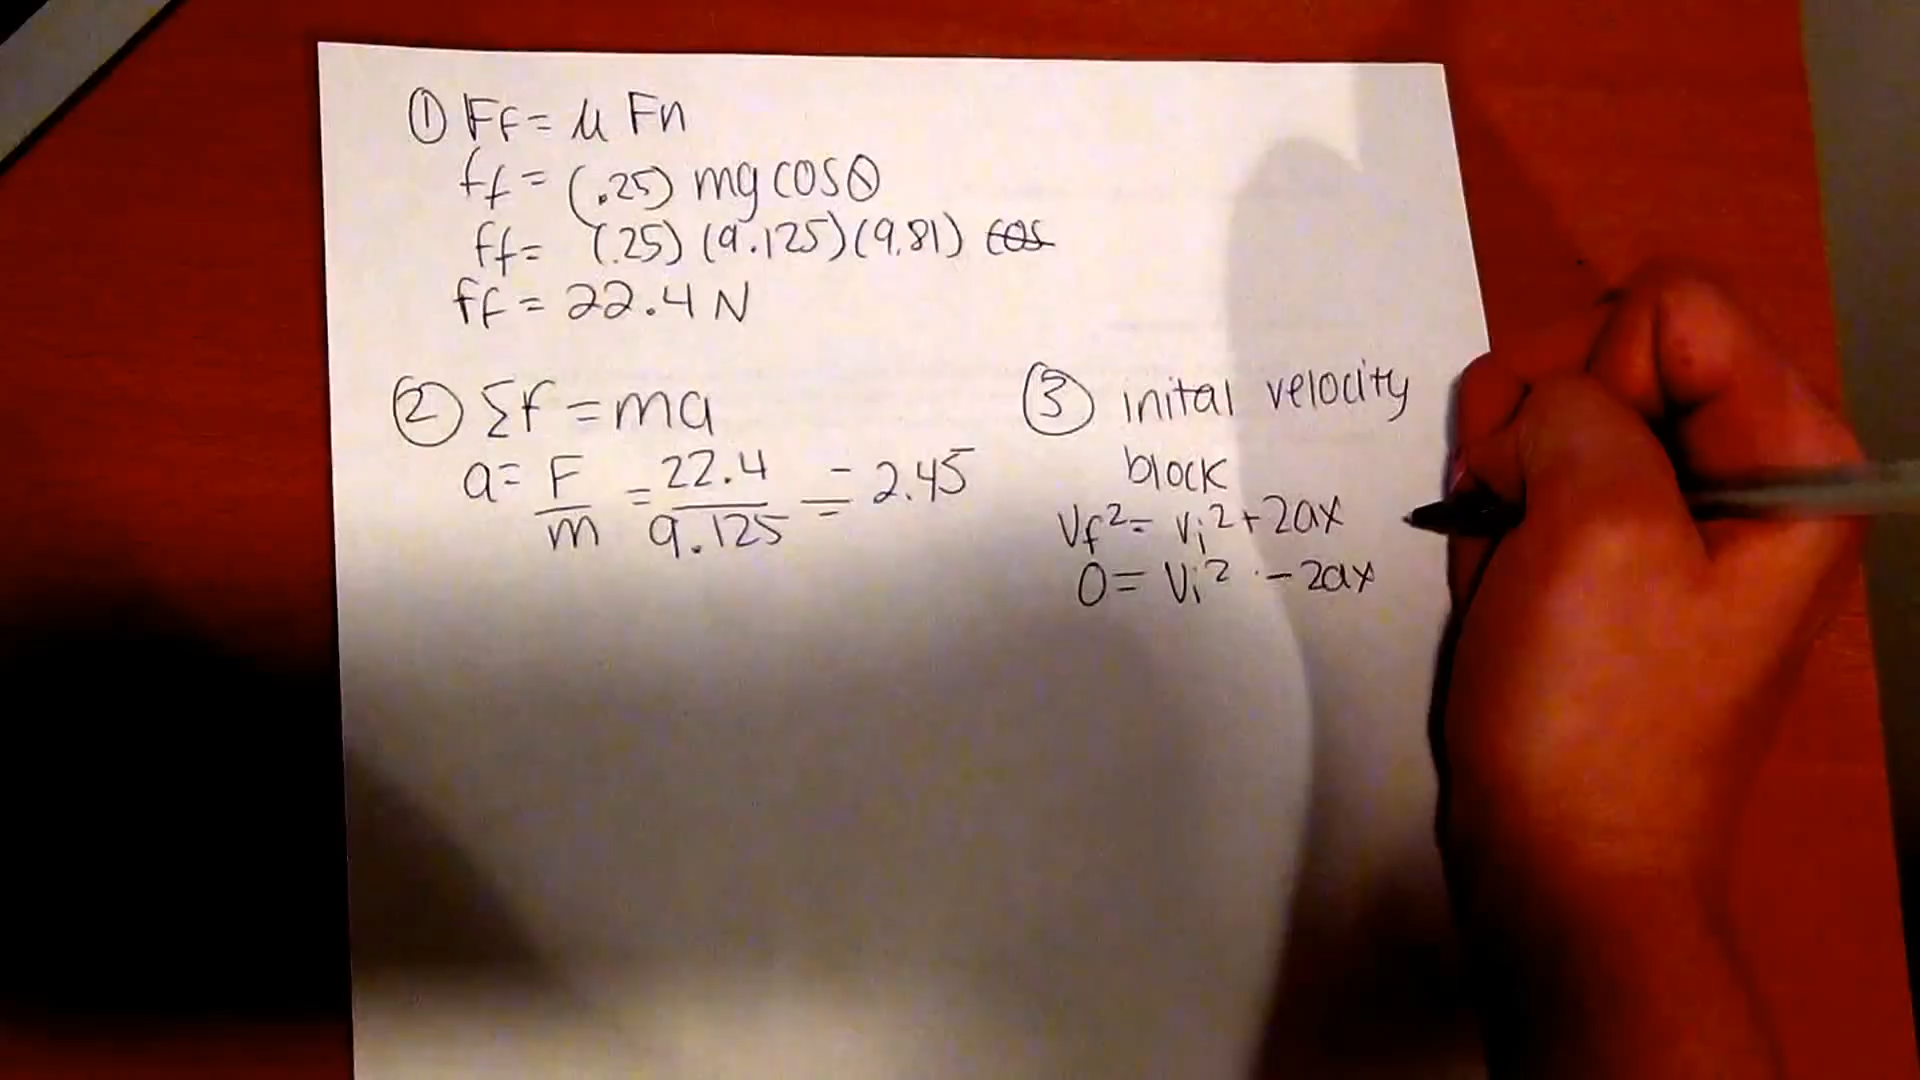 ① Ff = μ Fn
ff = (.25) mg cosθ
ff = (.25)(9.125)(9.81) cos
ff = 22.4 N
② Σf = ma
a = F/m = 22.4/9.125 = - 2.45
③ inital velocity
block
Vf² = Vi² + 2ax
0 = Vi² - 2ax